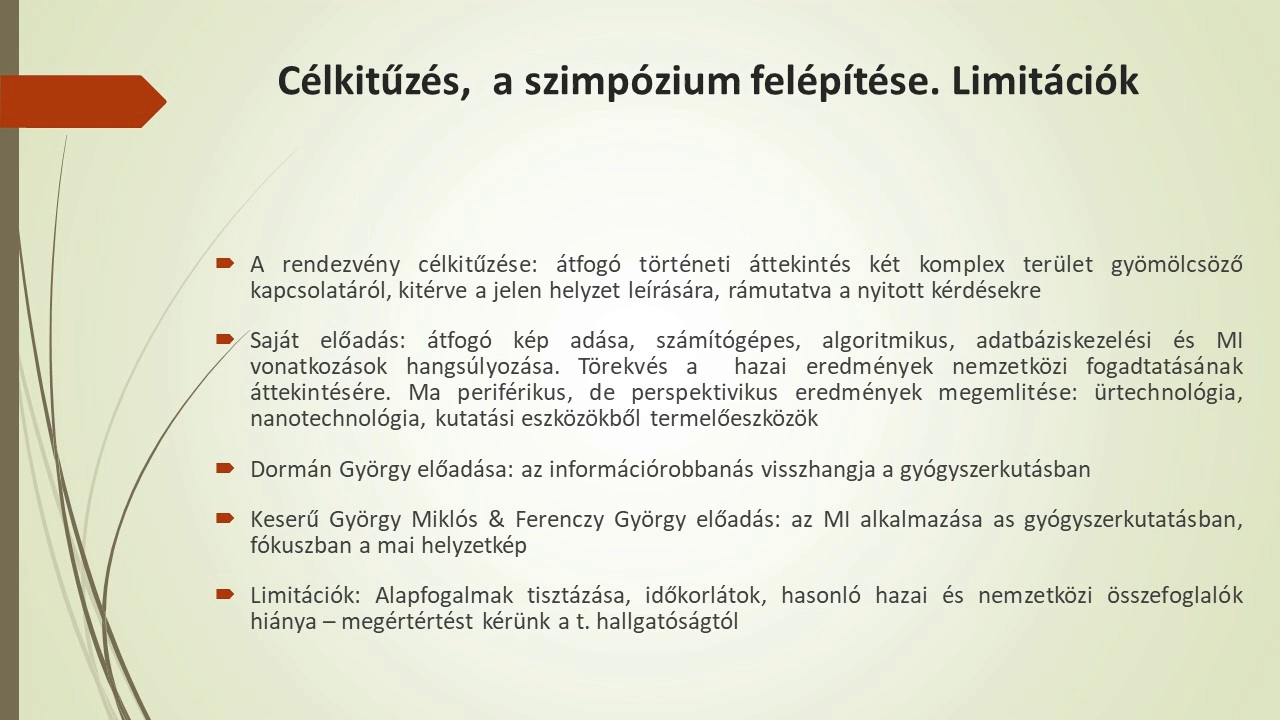 Célkitűzés,  a szimpózium felépítése. Limitációk
A rendezvény célkitűzése: átfogó történeti áttekintés két komplex terület gyömölcsöző
kapcsolatáról, kitérve a jelen helyzet leírására, rámutatva a nyitott kérdésekre
Saját előadás: átfogó kép adása, számítógépes, algoritmikus, adatbáziskezelési és MI
vonatkozások hangsúlyozása. Törekvés a  hazai eredmények nemzetközi fogadtatásának
áttekintésére. Ma periférikus, de perspektivikus eredmények megemlitése: ürtechnológia,
nanotechnológia, kutatási eszközökből termelőeszközök
Dormán György előadása: az információrobbanás visszhangja a gyógyszerkutásban
Keserű György Miklós & Ferenczy György előadás: az MI alkalmazása as gyógyszerkutatásban,
fókuszban a mai helyzetkép
Limitációk: Alapfogalmak tisztázása, időkorlátok, hasonló hazai és nemzetközi összefoglalók
hiánya – megértértést kérünk a t. hallgatóságtól